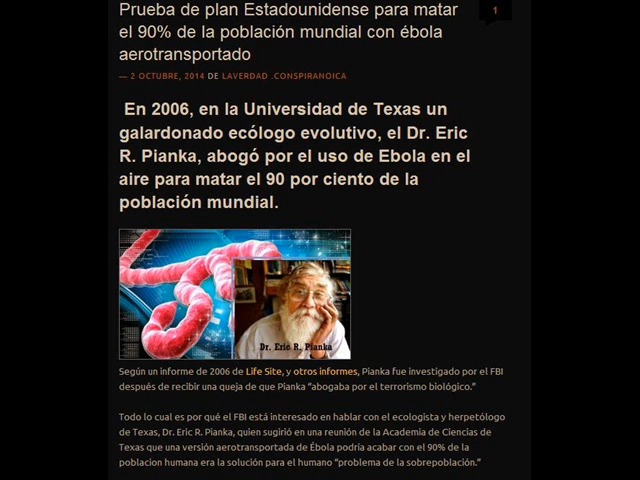 Prueba de plan Estadounidense para matar
el 90% de la población mundial con ébola
aerotransportado
1
— 2 OCTUBRE, 2014 DE LAVERDAD .CONSPIRANOICA
En 2006, en la Universidad de Texas un
galardonado ecólogo evolutivo, el Dr. Eric
R. Pianka, abogó por el uso de Ebola en el
aire para matar el 90 por ciento de la
población mundial.
Dr. Eric R. Pianka
Según un informe de 2006 de Life Site, y otros informes, Pianka fue investigado por el FBI
después de recibir una queja de que Pianka “abogaba por el terrorismo biológico.”
Todo lo cual es por qué el FBI está interesado en hablar con el ecologista y herpetólogo
de Texas, Dr. Eric R. Pianka, quien sugirió en una reunión de la Academia de Ciencias de
Texas que una versión aerotransportada de Ébola podría acabar con el 90% de la
poblacion humana era la solución para el humano “problema de la sobrepoblación.”